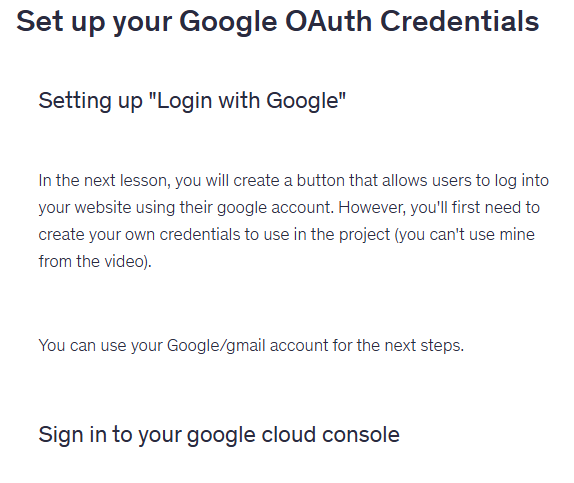 Set up your Google OAuth Credentials
Setting up "Login with Google"
In the next lesson, you will create a button that allows users to log into
your website using their google account. However, you'll first need to
create your own credentials to use in the project (you can't use mine
from the video).
You can use your Google/gmail account for the next steps.
Sign in to your google cloud console